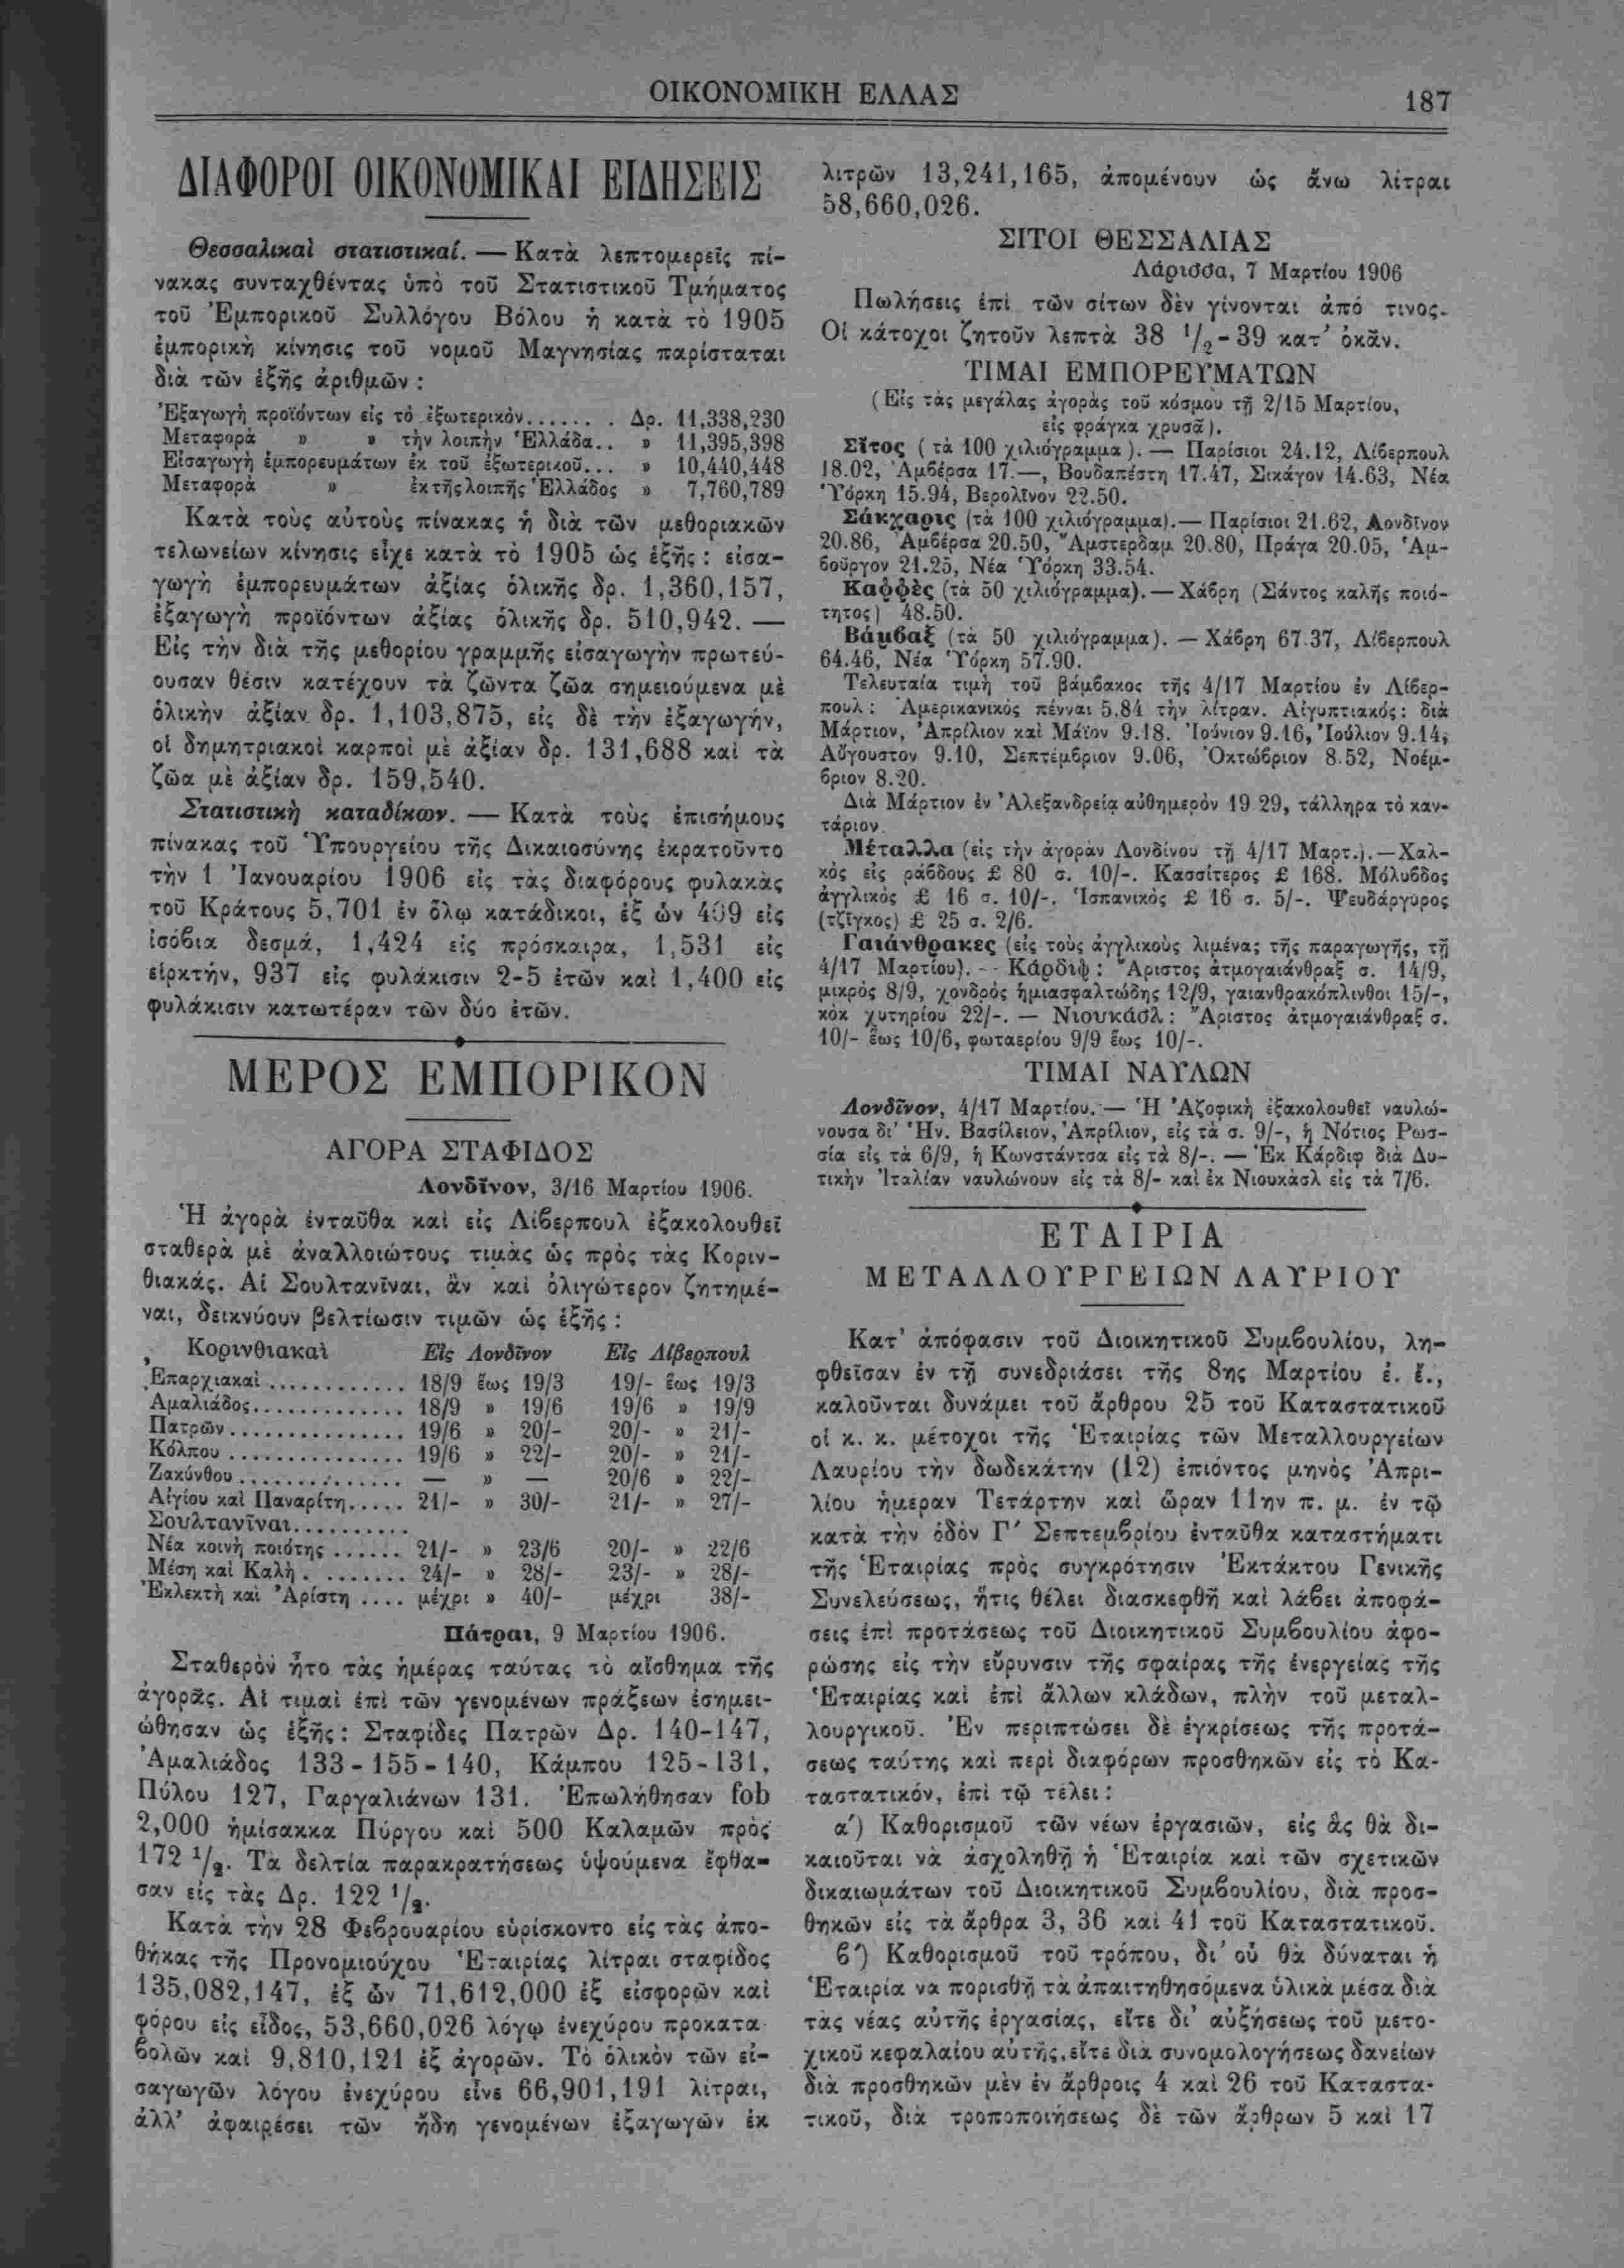 ΟΙΚΟΝΟΜΙΚΗ ΕΛΛΑΣ
187
ΔΙΑΦΟΡΟΙ ΟΙΚΟΝΟΜΙΚΑΙ ΕΙΔΗΣΕΙΣ
Θεσσαλικαὶ στατιστικαί. — Κατὰ λεπτομερεῖς πί-
νακας συνταχθέντας ὑπὸ τοῦ Στατιστικοῦ Τμήματος
τοῦ Ἐμπορικοῦ Συλλόγου Βόλου ἡ κατὰ τὸ 1905
ἐμπορικὴ κίνησις τοῦ νομοῦ Μαγνησίας παρίσταται
διὰ τῶν ἑξῆς ἀριθμῶν :
Ἐξαγωγὴ προϊόντων εἰς τὸ ἐξωτερικὸν....... Δρ. 11,338,230
Μεταφορὰ » » τὴν λοιπὴν Ἑλλάδα.. » 11,395,398
Εἰσαγωγὴ ἐμπορευμάτων ἐκ τοῦ ἐξωτερικοῦ... » 10,440,448
Μεταφορὰ » ἐκ τῆς λοιπῆς Ἑλλάδος » 7,760,789
Κατὰ τοὺς αὐτοὺς πίνακας ἡ διὰ τῶν μεθοριακῶν
τελωνείων κίνησις εἶχε κατὰ τὸ 1905 ὡς ἑξῆς : εἰσα-
γωγὴ ἐμπορευμάτων ἀξίας ὁλικῆς δρ. 1,360,157,
ἐξαγωγὴ προϊόντων ἀξίας ὁλικῆς δρ. 510,942. —
Εἰς τὴν διὰ τῆς μεθορίου γραμμῆς εἰσαγωγὴν πρωτεύ-
ουσαν θέσιν κατέχουν τὰ ζῶντα ζῶα σημειούμενα μὲ
ὁλικὴν ἀξίαν δρ. 1,103,875, εἰς δὲ τὴν ἐξαγωγήν,
οἱ δημητριακοὶ καρποὶ μὲ ἀξίαν δρ. 131,688 καὶ τὰ
ζῶα μὲ ἀξίαν δρ. 159,540.
Στατιστικὴ καταδίκων. — Κατὰ τοὺς ἐπισήμους
πίνακας τοῦ Ὑπουργείου τῆς Δικαιοσύνης ἐκρατοῦντο
τὴν 1 Ἰανουαρίου 1906 εἰς τὰς διαφόρους φυλακὰς
τοῦ Κράτους 5,701 ἐν ὅλῳ κατάδικοι, ἐξ ὧν 409 εἰς
ἰσόβια δεσμά, 1,424 εἰς πρόσκαιρα, 1,531 εἰς
εἱρκτήν, 937 εἰς φυλάκισιν 2-5 ἐτῶν καὶ 1,400 εἰς
φυλάκισιν κατωτέραν τῶν δύο ἐτῶν.
ΜΕΡΟΣ ΕΜΠΟΡΙΚΟΝ
ΑΓΟΡΑ ΣΤΑΦΙΔΟΣ
Λονδῖνον, 3/16 Μαρτίου 1906.
Ἡ ἀγορὰ ἐνταῦθα καὶ εἰς Λίβερπουλ ἐξακολουθεῖ
σταθερὰ μὲ ἀναλλοιώτους τιμὰς ὡς πρὸς τὰς Κοριν-
θιακάς. Αἱ Σουλτανῖναι, ἂν καὶ ὀλιγώτερον ζητημέ-
ναι, δεικνύουν βελτίωσιν τιμῶν ὡς ἑξῆς :
Κορινθιακαὶ Εἰς Λονδῖνον Εἰς Λίβερπουλ
Ἐπαρχιακαὶ ............ 18/9 ἕως 19/3 19/- ἕως 19/3
Ἀμαλιάδος.............. 18/9 » 19/6 19/6 » 19/9
Πατρῶν................ 19/6 » 20/- 20/- » 21/-
Κόλπου ................ 19/6 » 22/- 20/- » 21/-
Ζακύνθου ............... — » — 20/6 » 22/-
Αἰγίου καὶ Παναρίτη..... 21/- » 30/- 21/- » 27/-
Σουλτανῖναι..........
Νέα κοινὴ ποιότης ...... 21/- » 23/6 20/- » 22/6
Μέση καὶ Καλὴ. ....... 24/- » 28/- 23/- » 28/-
Ἐκλεκτὴ καὶ Ἀρίστη .... μέχρι » 40/- μέχρι 38/-
Πάτραι, 9 Μαρτίου 1906.
Σταθερὸν ἦτο τὰς ἡμέρας ταύτας τὸ αἴσθημα τῆς
ἀγορᾶς. Αἱ τιμαὶ ἐπὶ τῶν γενομένων πράξεων ἐσημει-
ώθησαν ὡς ἑξῆς : Σταφίδες Πατρῶν Δρ. 140-147,
Ἀμαλιάδος 133-155-140, Κάμπου 125-131,
Πύλου 127, Γαργαλιάνων 131. Ἐπωλήθησαν fob
2,000 ἡμίσακκα Πύργου καὶ 500 Καλαμῶν πρὸς
172 1/2. Τὰ δελτία παρακρατήσεως ὑψούμενα ἔφθα-
σαν εἰς τὰς Δρ. 122 1/2.
Κατὰ τὴν 28 Φεβρουαρίου εὑρίσκοντο εἰς τὰς ἀπο-
θήκας τῆς Προνομιούχου Ἑταιρίας λίτραι σταφίδος
135,082,147, ἐξ ὧν 71,612,000 ἐξ εἰσφορῶν καὶ
φόρου εἰς εἶδος, 53,660,026 λόγῳ ἐνεχύρου προκατα
βολῶν καὶ 9,810,121 ἐξ ἀγορῶν. Τὸ ὁλικὸν τῶν εἰ-
σαγωγῶν λόγου ἐνεχύρου εἶνε 66,901,191 λίτραι,
ἀλλ' ἀφαιρέσει τῶν ἤδη γενομένων ἐξαγωγῶν ἐκ
λιτρῶν 13,241,165, ἀπομένουν ὡς ἄνω λίτραι
58,660,026.
ΣΙΤΟΙ ΘΕΣΣΑΛΙΑΣ
Λάρισσα, 7 Μαρτίου 1906
Πωλήσεις ἐπὶ τῶν σίτων δὲν γίνονται ἀπό τινος.
Οἱ κάτοχοι ζητοῦν λεπτὰ 38 1/2-39 κατ' ὀκᾶν.
ΤΙΜΑΙ ΕΜΠΟΡΕΥΜΑΤΩΝ
(Εἰς τὰς μεγάλας ἀγορὰς τοῦ κόσμου τῇ 2/15 Μαρτίου,
εἰς φράγκα χρυσᾶ).
Σῖτος ( τὰ 100 χιλιόγραμμα ). — Παρίσιοι 24.12, Λίβερπουλ
18.02, Ἀμβέρσα 17.—, Βουδαπέστη 17.47, Σικάγον 14.63, Νέα
Ὑόρκη 15.94, Βερολῖνον 22.50.
Σάκχαρις (τὰ 100 χιλιόγραμμα).— Παρίσιοι 21.62, Λονδῖνον
20.86, Ἀμβέρσα 20.50, Ἄμστερδαμ 20.80, Πράγα 20.05, Ἁμ-
βοῦργον 21.25, Νέα Ὑόρκη 33.54.
Καφφὲς (τὰ 50 χιλιόγραμμα). — Χάβρη (Σάντος καλῆς ποιό-
τητος) 48.50.
Βάμβαξ (τὰ 50 χιλιόγραμμα). — Χάβρη 67.37, Λίβερπουλ
64.46, Νέα Ὑόρκη 57.90.
Τελευταία τιμὴ τοῦ βάμβακος τῆς 4/17 Μαρτίου ἐν Λίβερ-
πουλ : Ἀμερικανικὸς πένναι 5.84 τὴν λίτραν. Αἰγυπτιακός : διὰ
Μάρτιον, Ἀπρίλιον καὶ Μάϊον 9.18. Ἰούνιον 9.16, Ἰούλιον 9.14,
Αὔγουστον 9.10, Σεπτέμβριον 9.06, Ὀκτώβριον 8.52, Νοέμ-
βριον 8.20.
Διὰ Μάρτιον ἐν Ἀλεξανδρείᾳ αὐθημερὸν 19 29, τάλληρα τὸ καν-
τάριον.
Μέταλλα (εἰς τὴν ἀγορὰν Λονδίνου τῇ 4/17 Μαρτ.).—Χαλ-
κὸς εἰς ράβδους £ 80 σ. 10/-. Κασσίτερος £ 168. Μόλυβδος
ἀγγλικὸς £ 16 σ. 10/-. Ἱσπανικὸς £ 16 σ. 5/-. Ψευδάργυρος
(τζῖγκος) £ 25 σ. 2/6.
Γαιάνθρακες (εἰς τοὺς ἀγγλικοὺς λιμένας τῆς παραγωγῆς, τῇ
4/17 Μαρτίου). -- Κάρδιφ : Ἄριστος ἀτμογαιάνθραξ σ. 14/9,
μικρὸς 8/9, χονδρὸς ἡμιασφαλτώδης 12/9, γαιανθρακόπλινθοι 15/-,
κὸκ χυτηρίου 22/-. — Νιουκάσλ : Ἄριστος ἀτμογαιάνθραξ σ.
10/- ἕως 10/6, φωταερίου 9/9 ἕως 10/-.
ΤΙΜΑΙ ΝΑΥΛΩΝ
Λονδῖνον, 4/17 Μαρτίου. — Ἡ Ἀζοφικὴ ἐξακολουθεῖ ναυλώ-
νουσα δι' Ἡν. Βασίλειον, Ἀπρίλιον, εἰς τὰ σ. 9/-, ἡ Νότιος Ρωσ-
σία εἰς τὰ 6/9, ἡ Κωνστάντσα εἰς τὰ 8/-. — Ἐκ Κάρδιφ διὰ Δυ-
τικὴν Ἰταλίαν ναυλώνουν εἰς τὰ 8/- καὶ ἐκ Νιουκὰσλ εἰς τὰ 7/6.
ΕΤΑΙΡΙΑ
ΜΕΤΑΛΛΟΥΡΓΕΙΩΝ ΛΑΥΡΙΟΥ
Κατ' ἀπόφασιν τοῦ Διοικητικοῦ Συμβουλίου, λη-
φθεῖσαν ἐν τῇ συνεδριάσει τῆς 8ης Μαρτίου ἐ. ἔ.,
καλοῦνται δυνάμει τοῦ ἄρθρου 25 τοῦ Καταστατικοῦ
οἱ κ. κ. μέτοχοι τῆς Ἑταιρίας τῶν Μεταλλουργείων
Λαυρίου τὴν δωδεκάτην (12) ἐπιόντος μηνὸς Ἀπρι-
λίου ἡμέραν Τετάρτην καὶ ὥραν 11ην π. μ. ἐν τῷ
κατὰ τὴν ὁδὸν Γ΄ Σεπτεμβρίου ἐνταῦθα καταστήματι
τῆς Ἑταιρίας πρὸς συγκρότησιν Ἐκτάκτου Γενικῆς
Συνελεύσεως, ἥτις θέλει διασκεφθῇ καὶ λάβει ἀποφά-
σεις ἐπὶ προτάσεως τοῦ Διοικητικοῦ Συμβουλίου ἀφο-
ρώσης εἰς τὴν εὔρυνσιν τῆς σφαίρας τῆς ἐνεργείας τῆς
Ἑταιρίας καὶ ἐπὶ ἄλλων κλάδων, πλὴν τοῦ μεταλ-
λουργικοῦ. Ἐν περιπτώσει δὲ ἐγκρίσεως τῆς προτά-
σεως ταύτης καὶ περὶ διαφόρων προσθηκῶν εἰς τὸ Κα-
ταστατικόν, ἐπὶ τῷ τέλει :
α΄) Καθορισμοῦ τῶν νέων ἐργασιῶν, εἰς ἃς θὰ δι-
καιοῦται νὰ ἀσχοληθῇ ἡ Ἑταιρία καὶ τῶν σχετικῶν
δικαιωμάτων τοῦ Διοικητικοῦ Συμβουλίου, διὰ προσ-
θηκῶν εἰς τὰ ἄρθρα 3, 36 καὶ 41 τοῦ Καταστατικοῦ.
β΄) Καθορισμοῦ τοῦ τρόπου, δι' οὗ θὰ δύναται ἡ
Ἑταιρία να πορισθῇ τὰ ἀπαιτηθησόμενα ὑλικὰ μέσα διὰ
τὰς νέας αὐτῆς ἐργασίας, εἴτε δι' αὐξήσεως τοῦ μετο-
χικοῦ κεφαλαίου αὐτῆς, εἴτε διὰ συνομολογήσεως δανείων
διὰ προσθηκῶν μὲν ἐν ἄρθροις 4 καὶ 26 τοῦ Καταστα-
τικοῦ, διὰ τροποποιήσεως δὲ τῶν ἄρθρων 5 καὶ 17